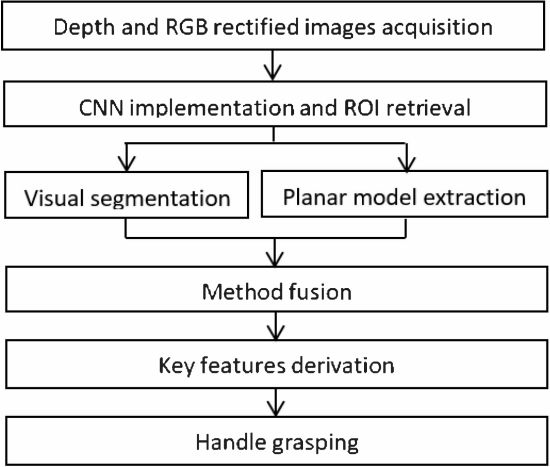 Depth and RGB rectified images acquisition
CNN implementation and ROI retrieval
Visual segmentation
Planar model extraction
Method fusion
Key features derivation
Handle grasping